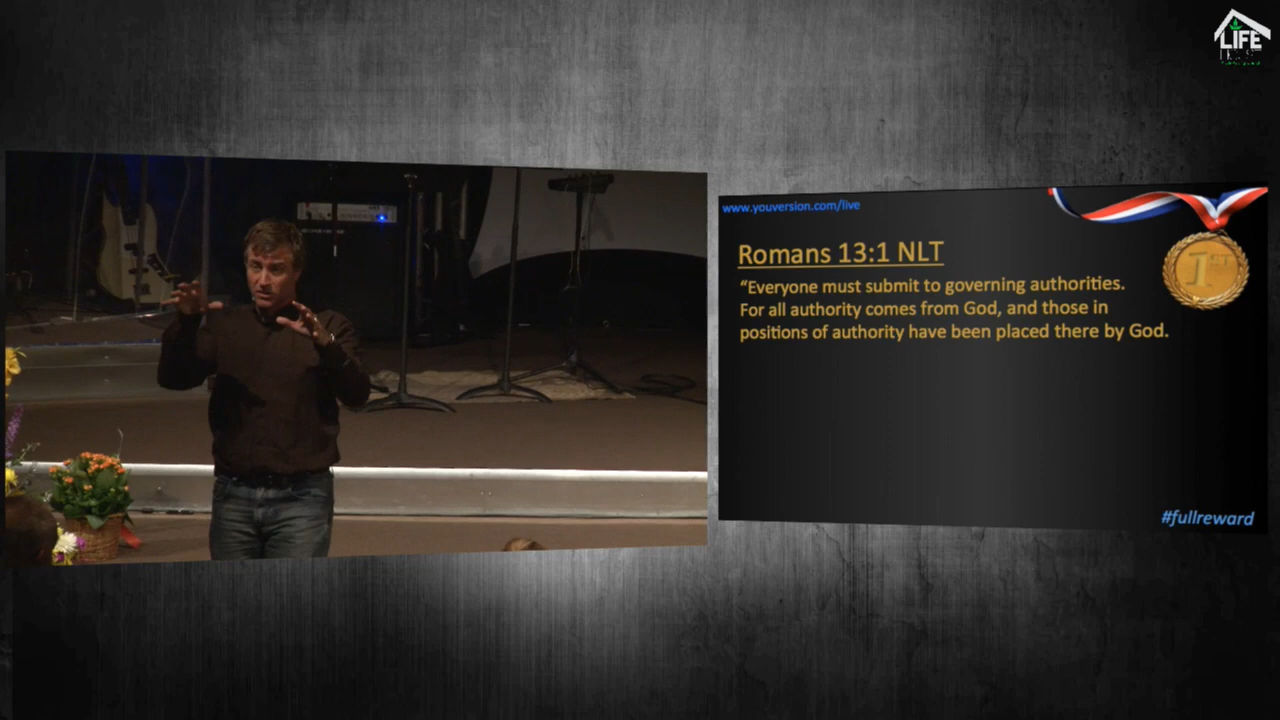 LIFE
www.youversion.com/live
Romans 13:1 NLT
“Everyone must submit to governing authorities.
For all authority comes from God, and those in
positions of authority have been placed there by God.
#fullreward